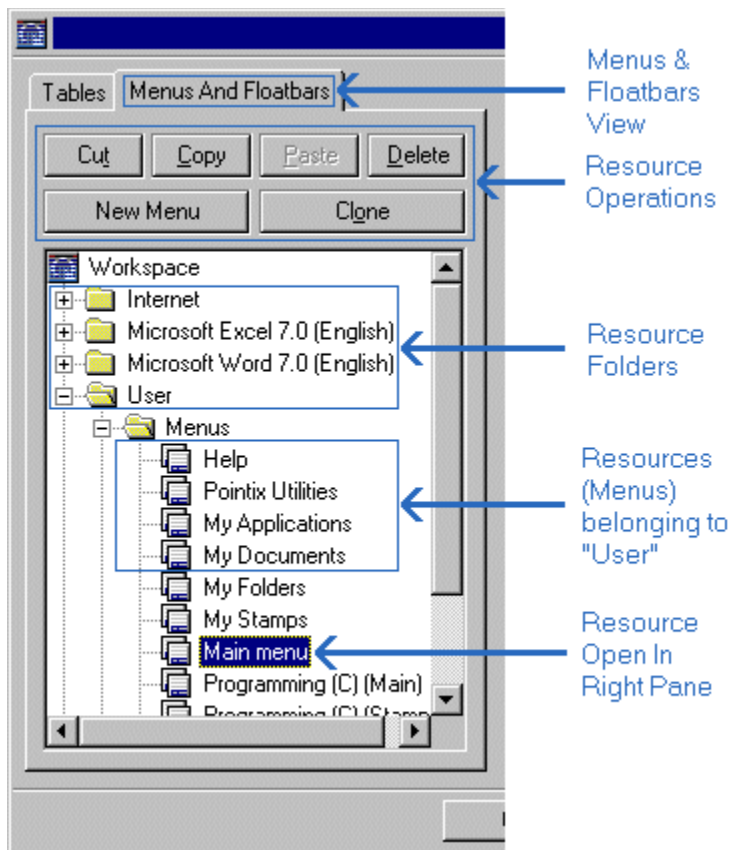 Menus &
Floatbars
View
Tables Menus And Floatbars
Cut Copy Paste Delete
Resource
Operations
New Menu Clone
Workspace
Internet
Microsoft Excel 7.0 (English)
Microsoft Word 7.0 (English)
Resource
Folders
User
Menus
Help
Pointix Utilities
My Applications
My Documents
Resources
(Menus)
belonging to
"User"
My Folders
My Stamps
Main menu
Resource
Open In
Right Pane
Programming (C) (Main)
Programming (C) (Stamp